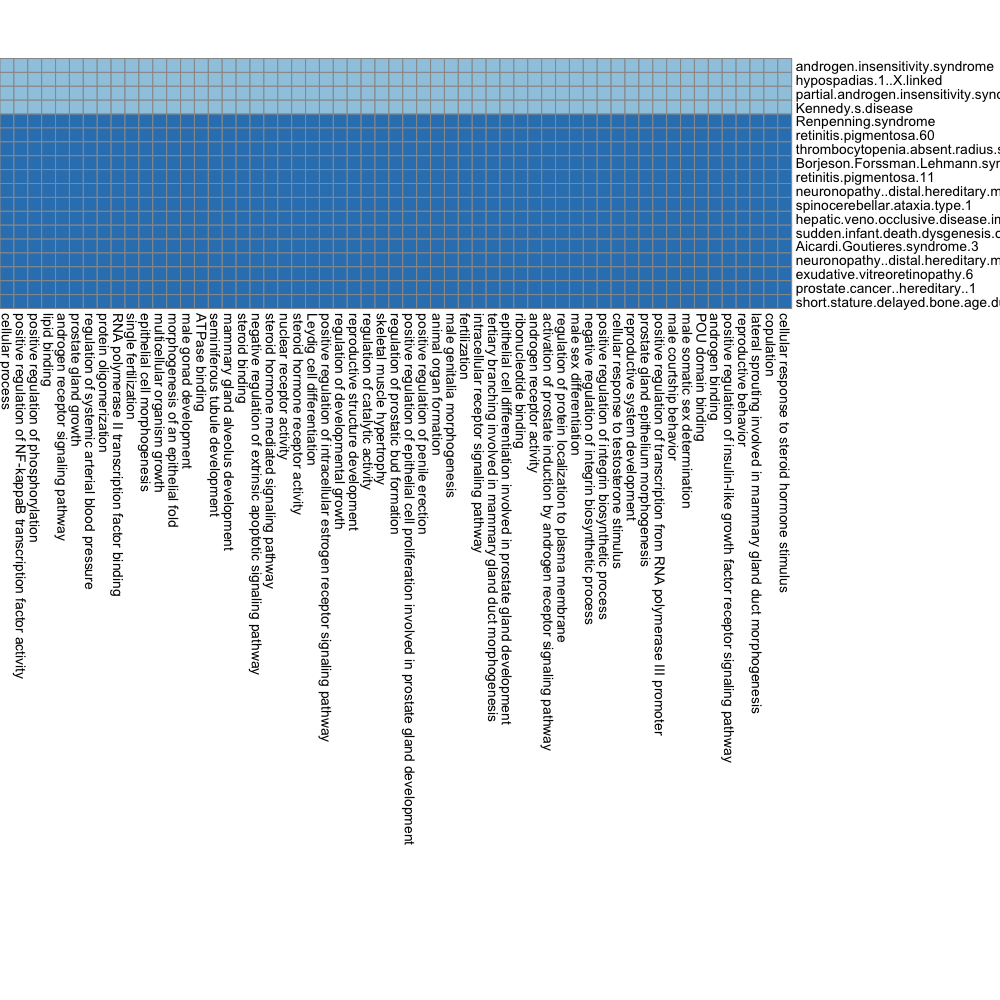 androgen.insensitivity.syndrome
hypospadias.1..X.linked
partial.androgen.insensitivity.sync
Kennedy.s.disease
Renpenning.syndrome
retinitis.pigmentosa.60
thrombocytopenia.absent.radius.s
Borjeson.Forssman.Lehmann.syn
retinitis.pigmentosa.11
neuronopathy..distal.hereditary.m
spinocerebellar.ataxia.type.1
hepatic.veno.occlusive.disease.im
sudden.infant.death.dysgenesis.o
Aicardi.Goutieres.syndrome.3
neuronopathy..distal.hereditary.m
exudative.vitreoretinopathy.6
prostate.cancer..hereditary..1
short.stature.delayed.bone.age.du
cellular process
positive regulation of NF-kappaB transcription factor activity
positive regulation of phosphorylation
lipid binding
androgen receptor signaling pathway
prostate gland growth
regulation of systemic arterial blood pressure
protein oligomerization
RNA polymerase II transcription factor binding
single fertilization
epithelial cell morphogenesis
multicellular organism growth
morphogenesis of an epithelial fold
male gonad development
ATPase binding
seminiferous tubule development
mammary gland alveolus development
steroid binding
negative regulation of extrinsic apoptotic signaling pathway
steroid hormone mediated signaling pathway
nuclear receptor activity
steroid hormone receptor activity
Leydig cell differentiation
positive regulation of intracellular estrogen receptor signaling pathway
regulation of developmental growth
reproductive structure development
regulation of catalytic activity
skeletal muscle hypertrophy
regulation of prostatic bud formation
positive regulation of epithelial cell proliferation involved in prostate gland development
positive regulation of penile erection
animal organ formation
male genitalia morphogenesis
fertilization
intracellular receptor signaling pathway
tertiary branching involved in mammary gland duct morphogenesis
epithelial cell differentiation involved in prostate gland development
ribonucleotide binding
androgen receptor activity
activation of prostate induction by androgen receptor signaling pathway
regulation of protein localization to plasma membrane
male sex differentiation
negative regulation of integrin biosynthetic process
positive regulation of integrin biosynthetic process
cellular response to testosterone stimulus
reproductive system development
prostate gland epithelium morphogenesis
positive regulation of transcription from RNA polymerase III promoter
male courtship behavior
male somatic sex determination
POU domain binding
androgen binding
positive regulation of insulin-like growth factor receptor signaling pathway
reproductive behavior
lateral sprouting involved in mammary gland duct morphogenesis
copulation
cellular response to steroid hormone stimulus